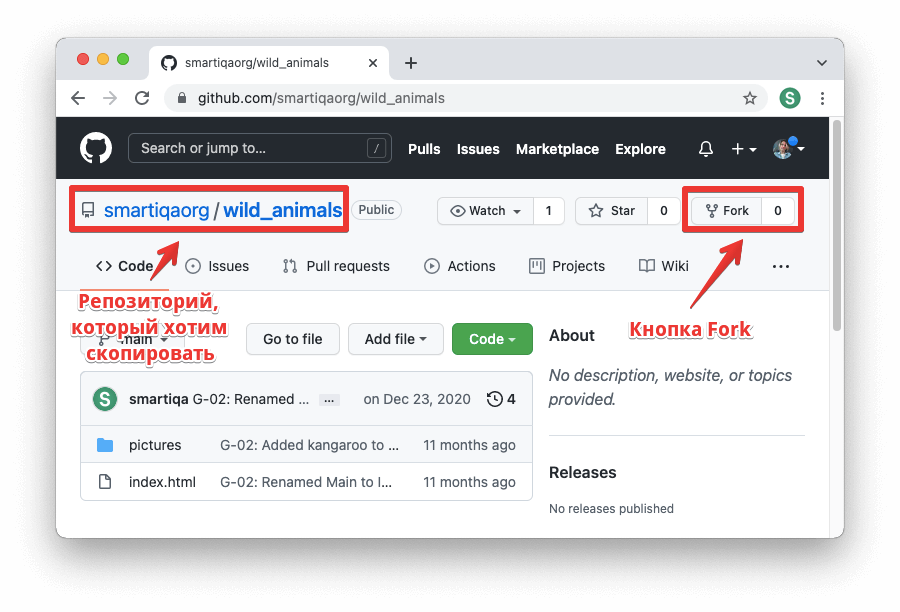 smartiqaorg/wild_animals
github.com/smartiqaorg/wild_animals
S
Search or jump to...
/
Pulls
Issues
Marketplace
Explore
smartiqaorg / wild_animals
Public
Watch
1
Star
0
Fork
0
Code
Issues
Pull requests
Actions
Projects
Wiki
...
Репозиторий,
который хотим
скопировать
Кнопка Fork
main
Go to file
Add file
Code
About
No description, website, or topics
provided.
S
smartiqa G-02: Renamed ...
...
on Dec 23, 2020
4
pictures
G-02: Added kangaroo to ...
11 months ago
index.html
G-02: Renamed Main to I...
11 months ago
Releases
No releases published